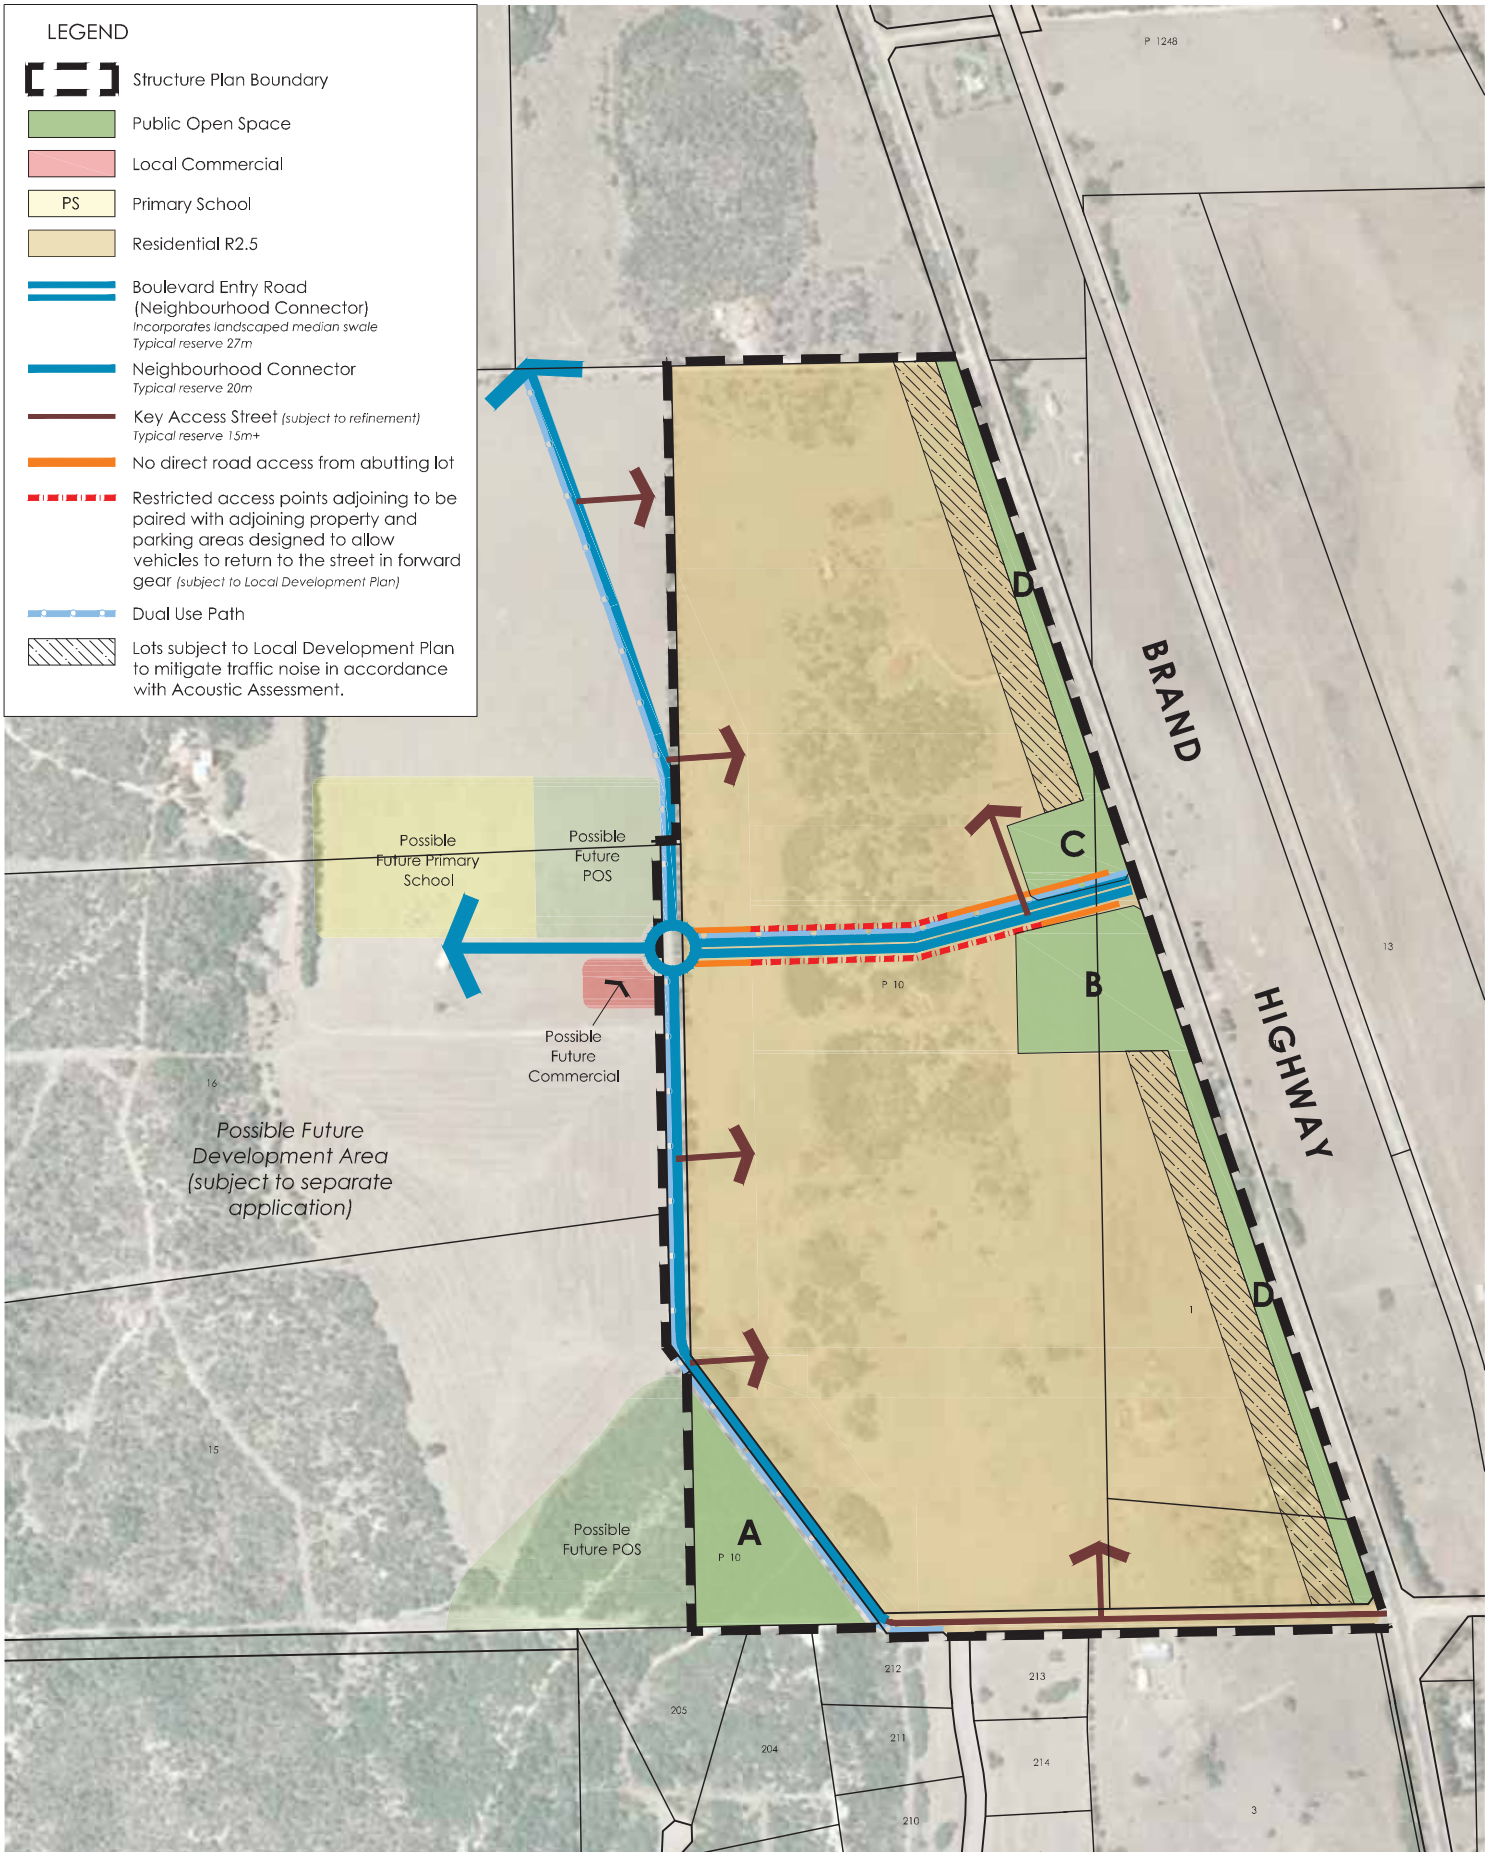 LEGEND
Structure Plan Boundary
Public Open Space
Local Commercial
PS
Primary School
Residential R2.5
Boulevard Entry Road
(Neighbourhood Connector)
Incorporates landscaped median swale
Typical reserve 27m
Neighbourhood Connector
Typical reserve 20m
Key Access Street (subject to refinement)
Typical reserve 15m+
No direct road access from abutting lot
Restricted access points adjoining to be
paired with adjoining property and
parking areas designed to allow
vehicles to return to the street in forward
gear (subject to Local Development Plan)
Dual Use Path
Lots subject to Local Development Plan
to mitigate traffic noise in accordance
with Acoustic Assessment.
P 1248
D
BRAND
HIGHWAY
Possible
Future Primary
School
Possible
Future
POS
C
B
P 10
13
Possible
Future
Commercial
16
Possible Future
Development Area
(subject to separate
application)
D
1
15
Possible
Future POS
A
P 10
212
213
205
211
204
214
210
3